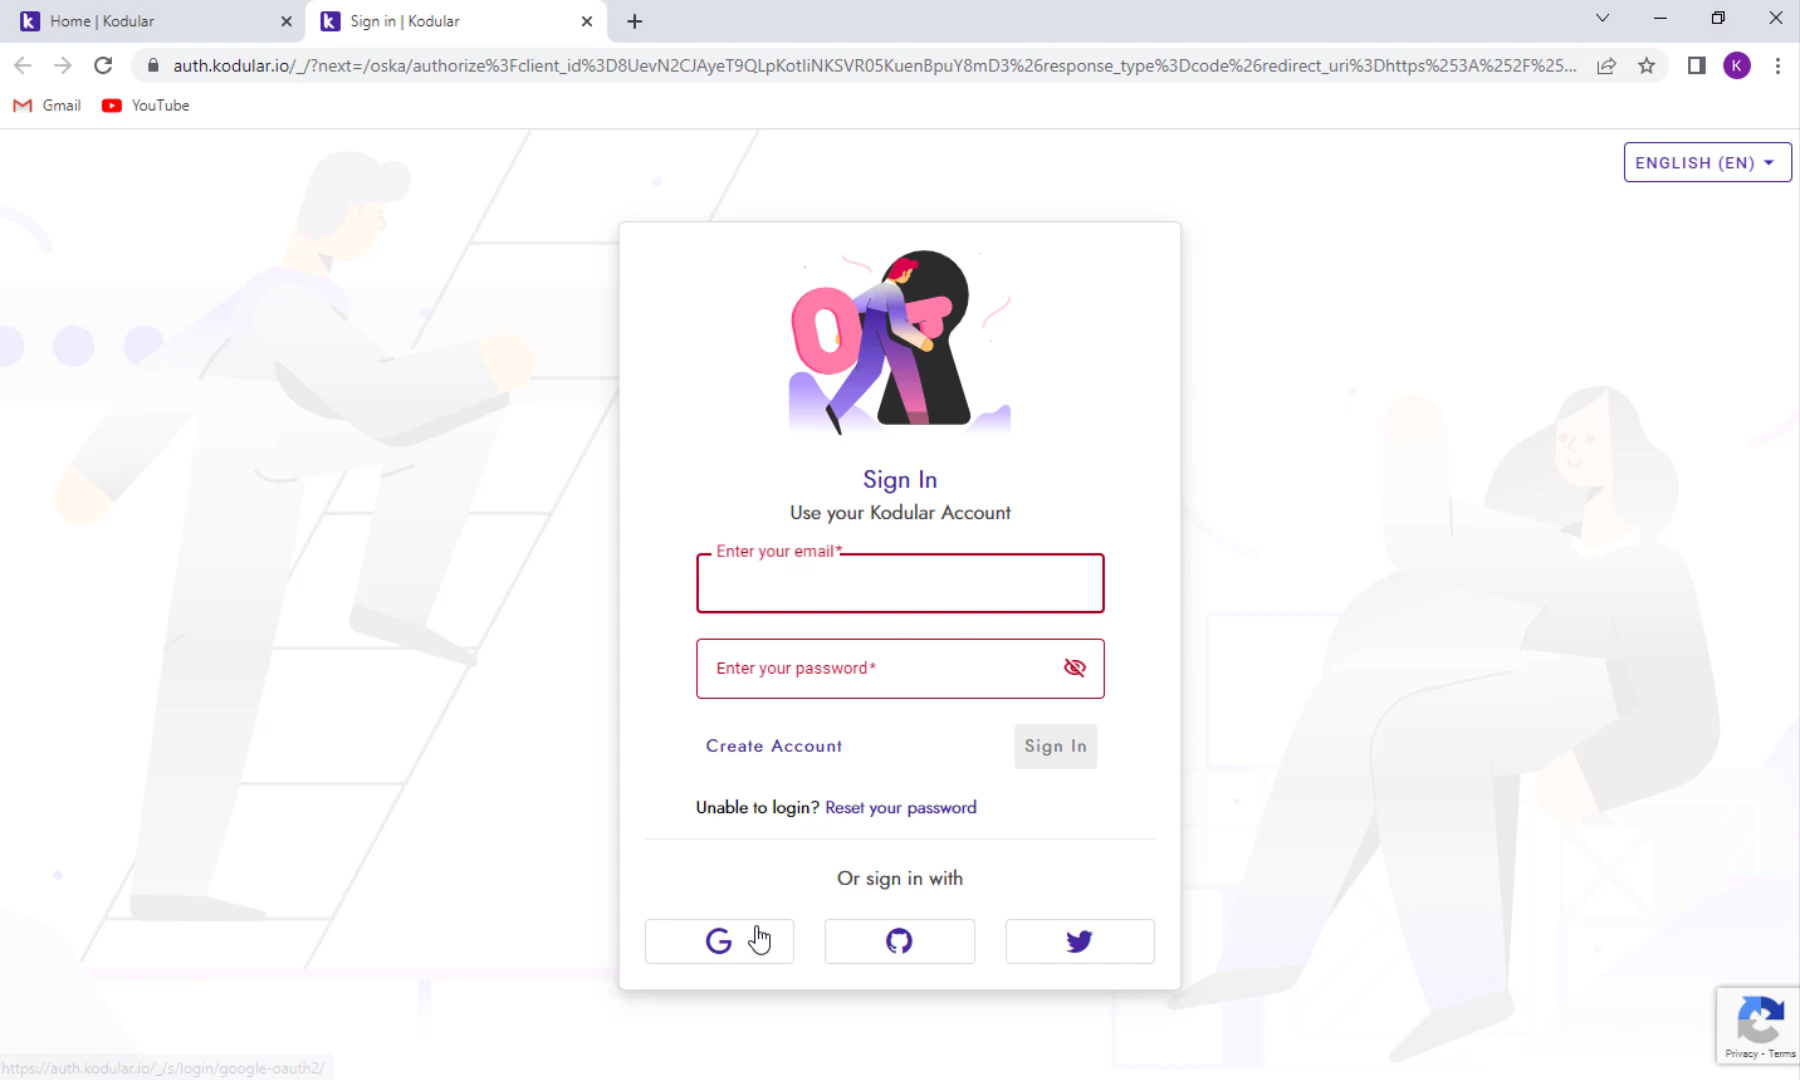 Home | Kodular
Sign in | Kodular
auth.kodular.io/_/?next=/oska/authorize%3Fclient_id%3D8UevN2CJAyeT9QLpKotIiNKSVR05KuenBpuY8mD3%26response_type%3Dcode%26redirect_uri%3Dhttps%253A%252F%25...
K
Gmail
YouTube
ENGLISH (EN)
Sign In
Use your Kodular Account
Enter your email*
Enter your password*
Create Account
Sign In
Unable to login? Reset your password
Or sign in with
Privacy - Terms
https://auth.kodular.io/_/s/login/google-oauth2/